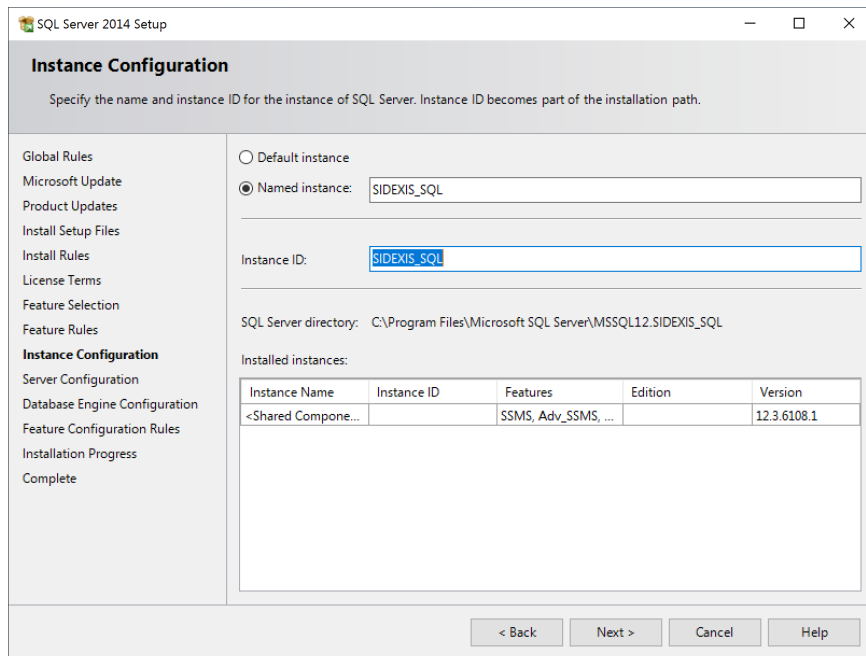 SQL Server 2014 Setup
Instance Configuration
Specify the name and instance ID for the instance of SQL Server. Instance ID becomes part of the installation path.
Global Rules
Microsoft Update
Product Updates
Install Setup Files
Install Rules
License Terms
Feature Selection
Feature Rules
Instance Configuration
Server Configuration
Database Engine Configuration
Feature Configuration Rules
Installation Progress
Complete
Default instance
Named instance: SIDEXIS_SQL
Instance ID: SIDEXIS_SQL
SQL Server directory: C:\Program Files\Microsoft SQL Server\MSSQL12.SIDEXIS_SQL
Installed instances:
Instance Name Instance ID Features Edition Version
<Shared Compone... SSMS, Adv_SSMS, ... 12.3.6108.1
< Back Next > Cancel Help